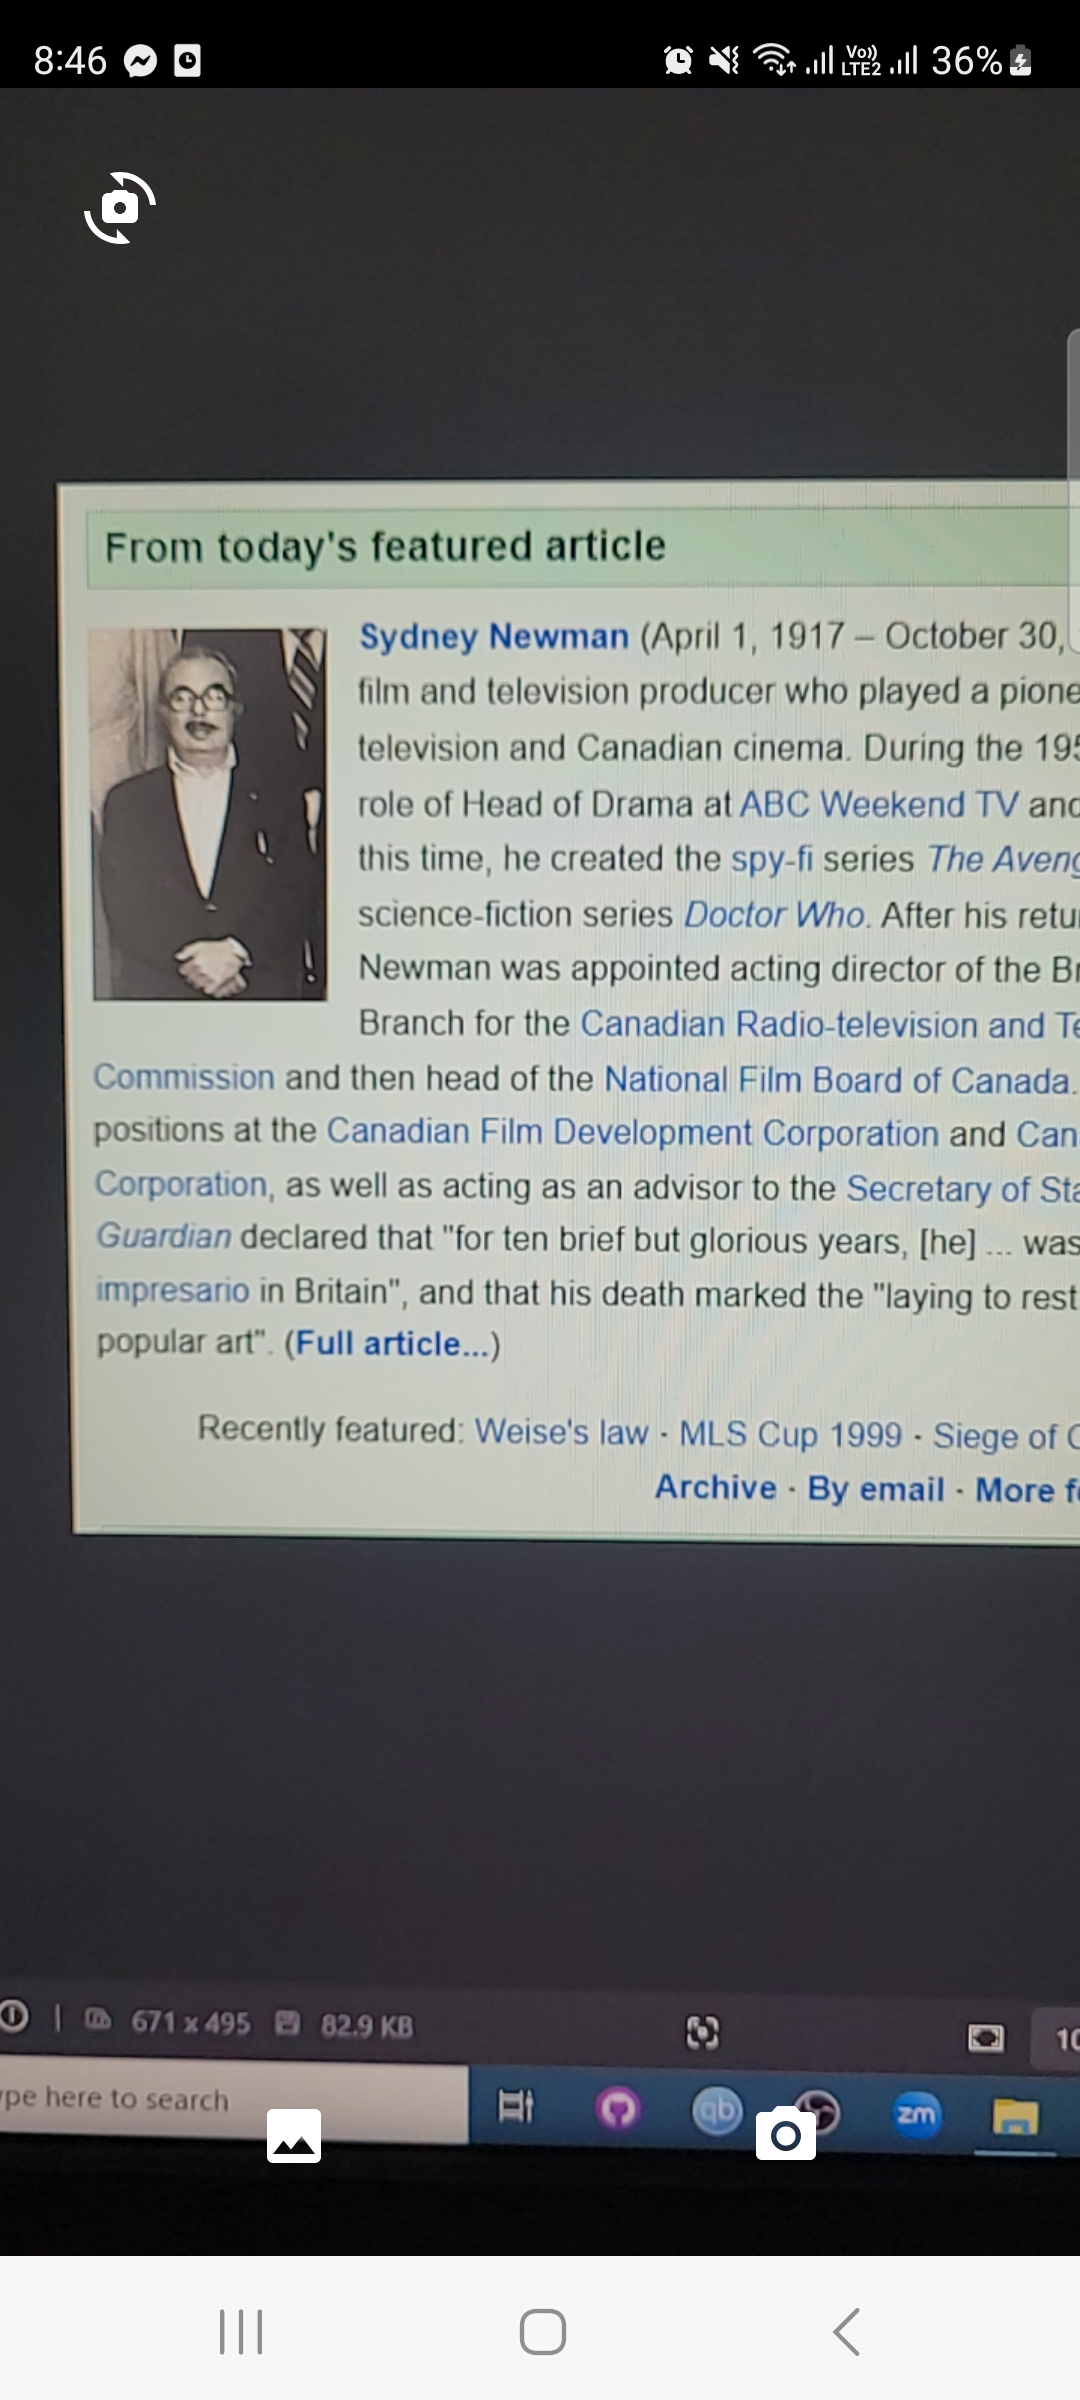 8:46 Vo)) LTE2 36%
From today's featured article
Sydney Newman (April 1, 1917 – October 30,
film and television producer who played a pione
television and Canadian cinema. During the 195
role of Head of Drama at ABC Weekend TV and
this time, he created the spy-fi series The Aveng
science-fiction series Doctor Who. After his retu
Newman was appointed acting director of the Br
Branch for the Canadian Radio-television and Te
Commission and then head of the National Film Board of Canada.
positions at the Canadian Film Development Corporation and Can
Corporation, as well as acting as an advisor to the Secretary of Sta
Guardian declared that "for ten brief but glorious years, [he] ... was
impresario in Britain", and that his death marked the "laying to rest
popular art". (Full article...)
Recently featured: Weise's law · MLS Cup 1999 · Siege of
Archive · By email · More f
671 x 495 82.9 KB 10
ype here to search qb zm